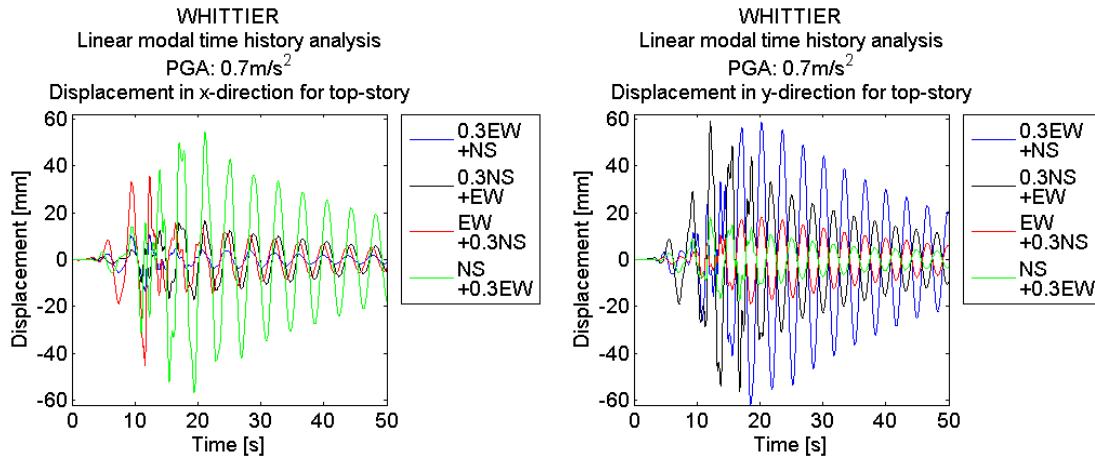 WHITTIER
Linear modal time history analysis
PGA: 0.7m/s²
Displacement in x-direction for top-story
60
40
20
0
-20
-40
-60
Displacement [mm]
0 10 20 30 40 50
Time [s]
0.3EW
+NS
0.3NS
+EW
EW
+0.3NS
NS
+0.3EW
WHITTIER
Linear modal time history analysis
PGA: 0.7m/s²
Displacement in y-direction for top-story
60
40
20
0
-20
-40
-60
Displacement [mm]
0 10 20 30 40 50
Time [s]
0.3EW
+NS
0.3NS
+EW
EW
+0.3NS
NS
+0.3EW